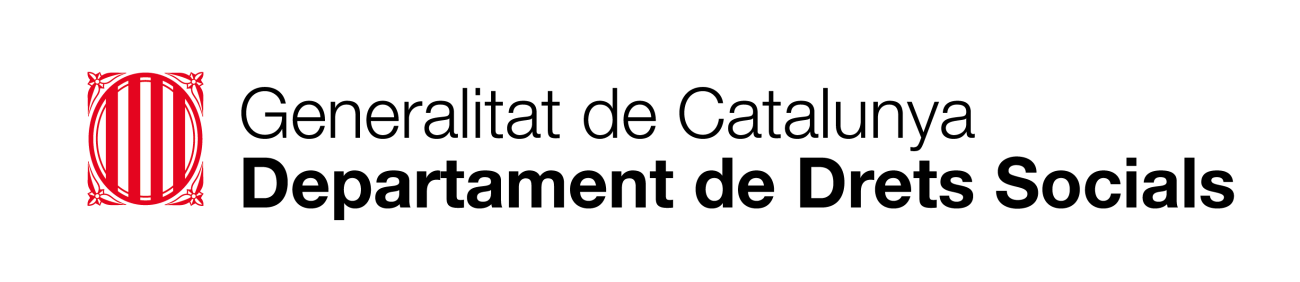 Generalitat de Catalunya
Departament de Drets Socials